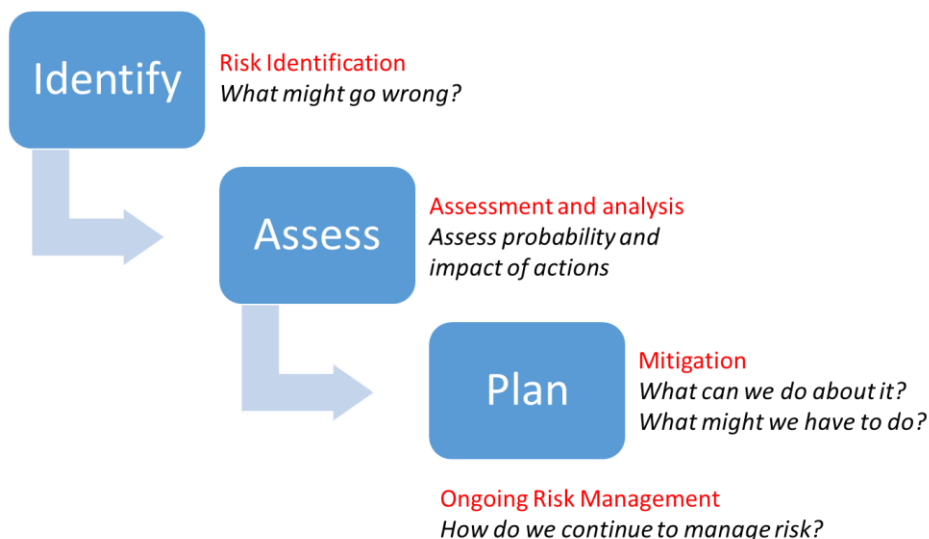 Identify
Risk Identification
What might go wrong?
Assess
Assessment and analysis
Assess probability and
impact of actions
Plan
Mitigation
What can we do about it?
What might we have to do?
Ongoing Risk Management
How do we continue to manage risk?